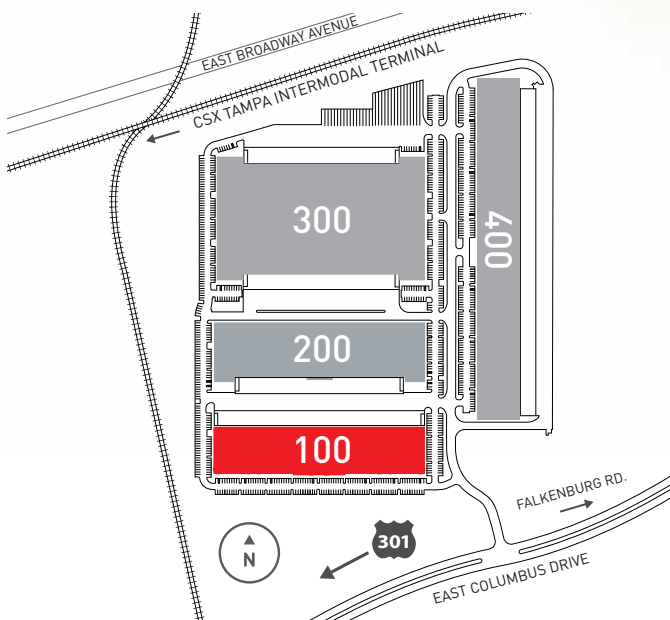 EAST BROADWAY AVENUE
CSX TAMPA INTERMODAL TERMINAL
300
400
200
100
FALKENBURG RD.
301
N
EAST COLUMBUS DRIVE